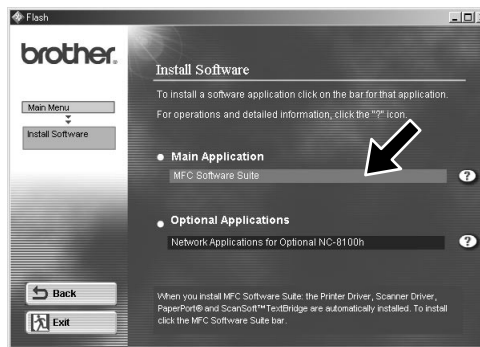 Flash
brother.
Main Menu
Install Software
Install Software
To install a software application click on the bar for that application.
For operations and detailed information, click the "?" icon.
Main Application
MFC Software Suite
?
Optional Applications
Network Applications for Optional NC-8100h
?
Back
Exit
When you install MFC Software Suite: the Printer Driver, Scanner Driver,
PaperPort® and ScanSoft™TextBridge are automatically installed. To install
click the MFC Software Suite bar.